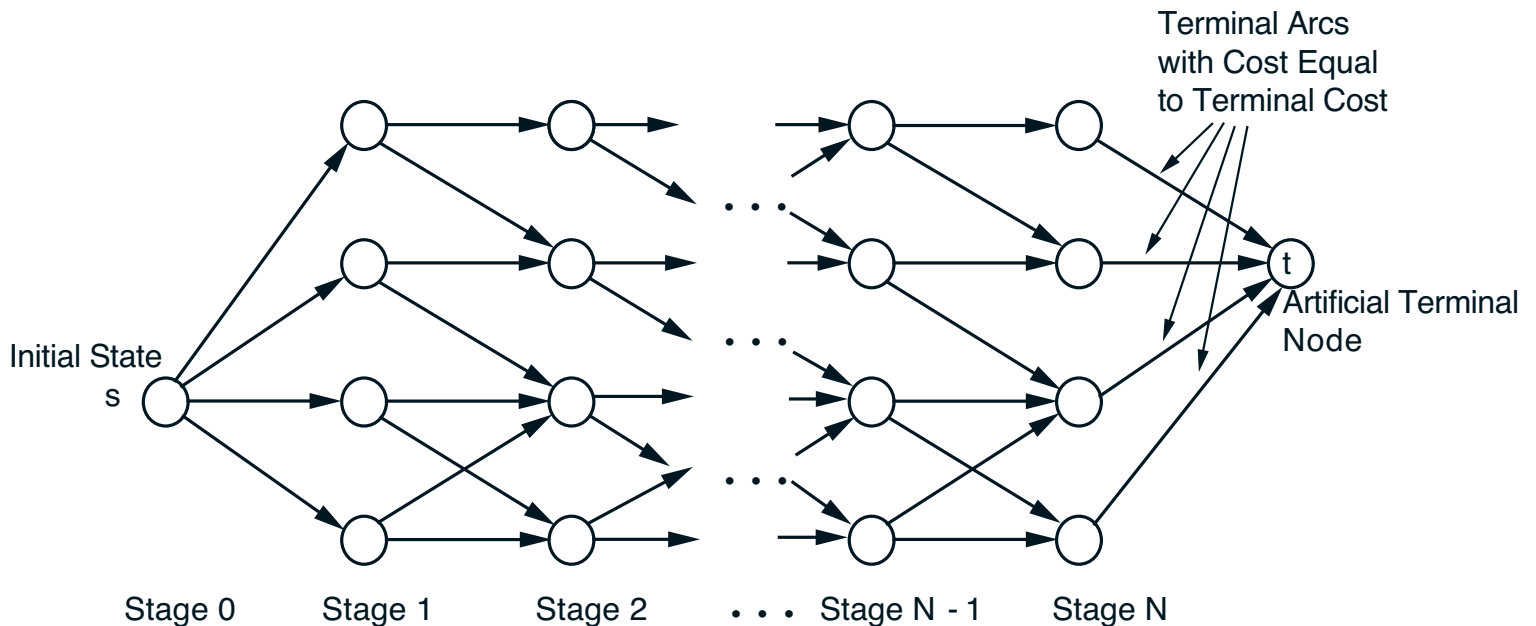 Terminal Arcs
with Cost Equal
to Terminal Cost
. . .
t
Artificial Terminal
Node
Initial State
s
. . .
. . .
Stage 0 Stage 1 Stage 2 . . . Stage N - 1 Stage N